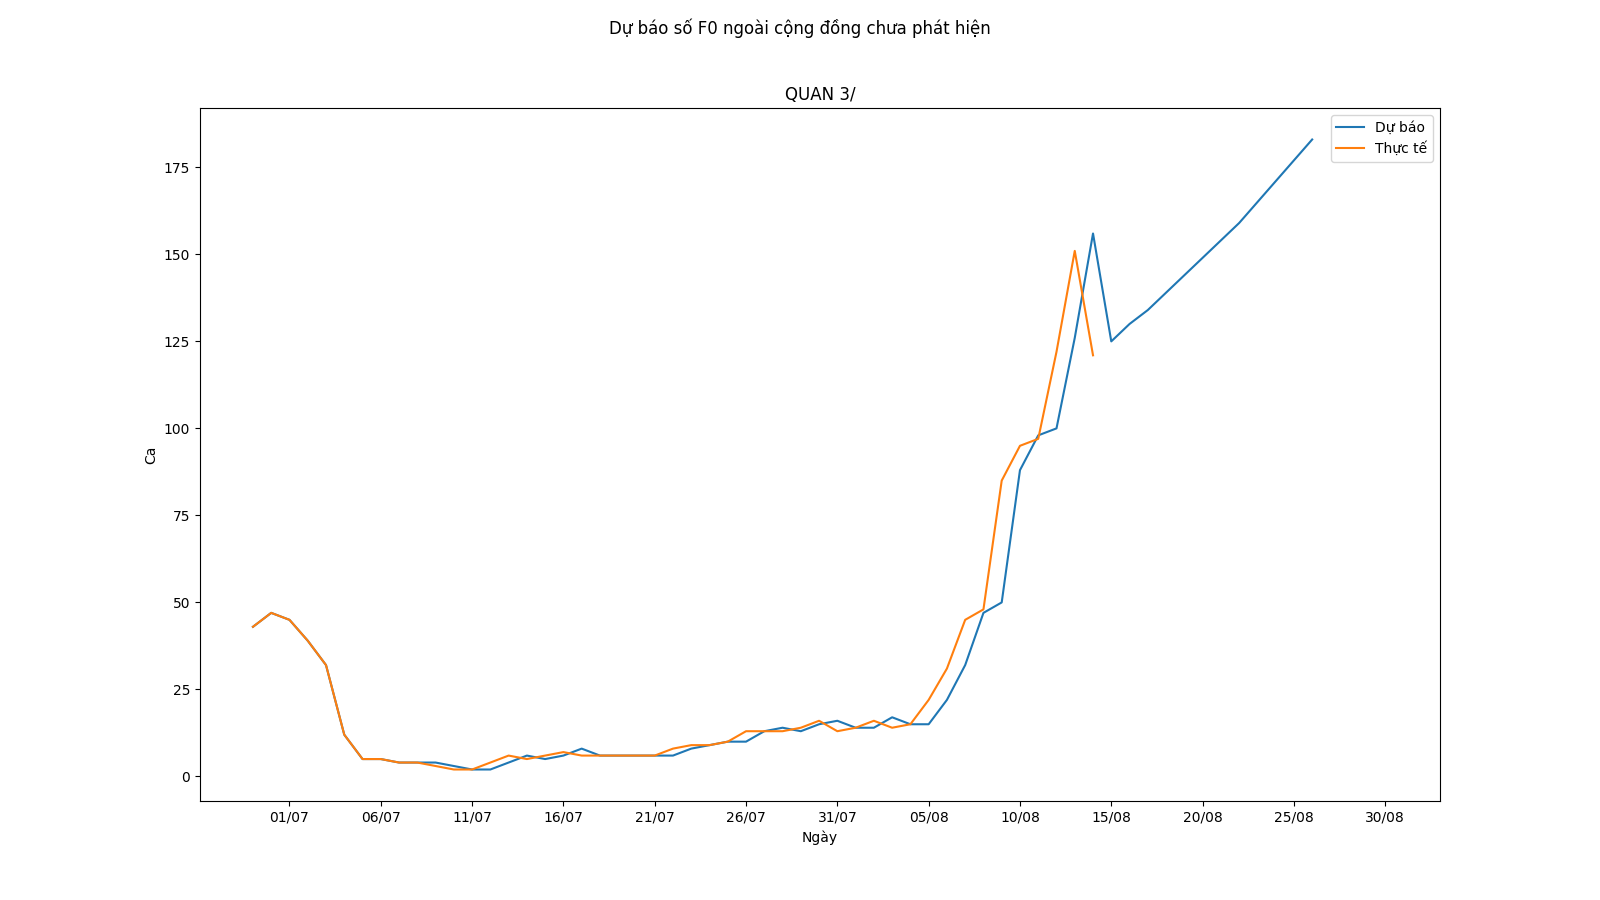 Dự báo số F0 ngoài cộng đồng chưa phát hiện
QUAN 3/
Dự báo
Thực tế
175
150
125
100
75
50
25
0
Ca
01/07 06/07 11/07 16/07 21/07 26/07 31/07 05/08 10/08 15/08 20/08 25/08 30/08
Ngày